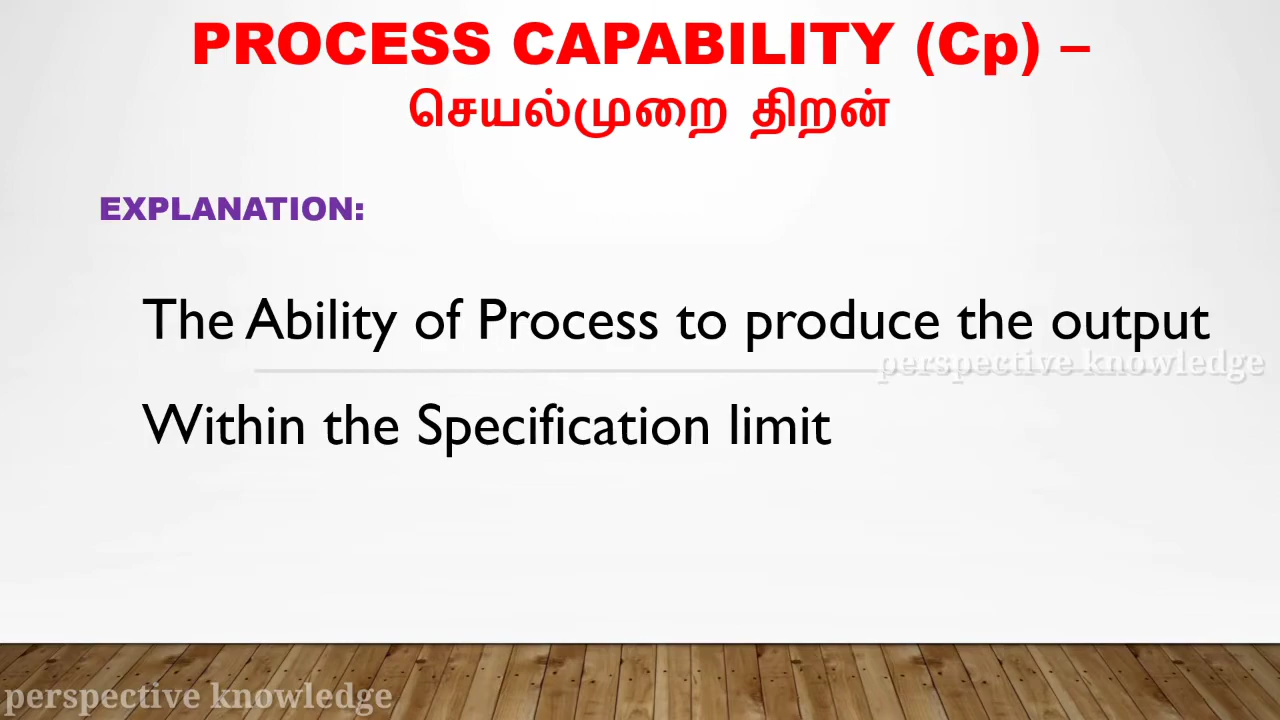 PROCESS CAPABILITY (Cp) –
செயல்முறை திறன்
EXPLANATION:
The Ability of Process to produce the output
perspective knowledge
Within the Specification limit
perspective knowledge